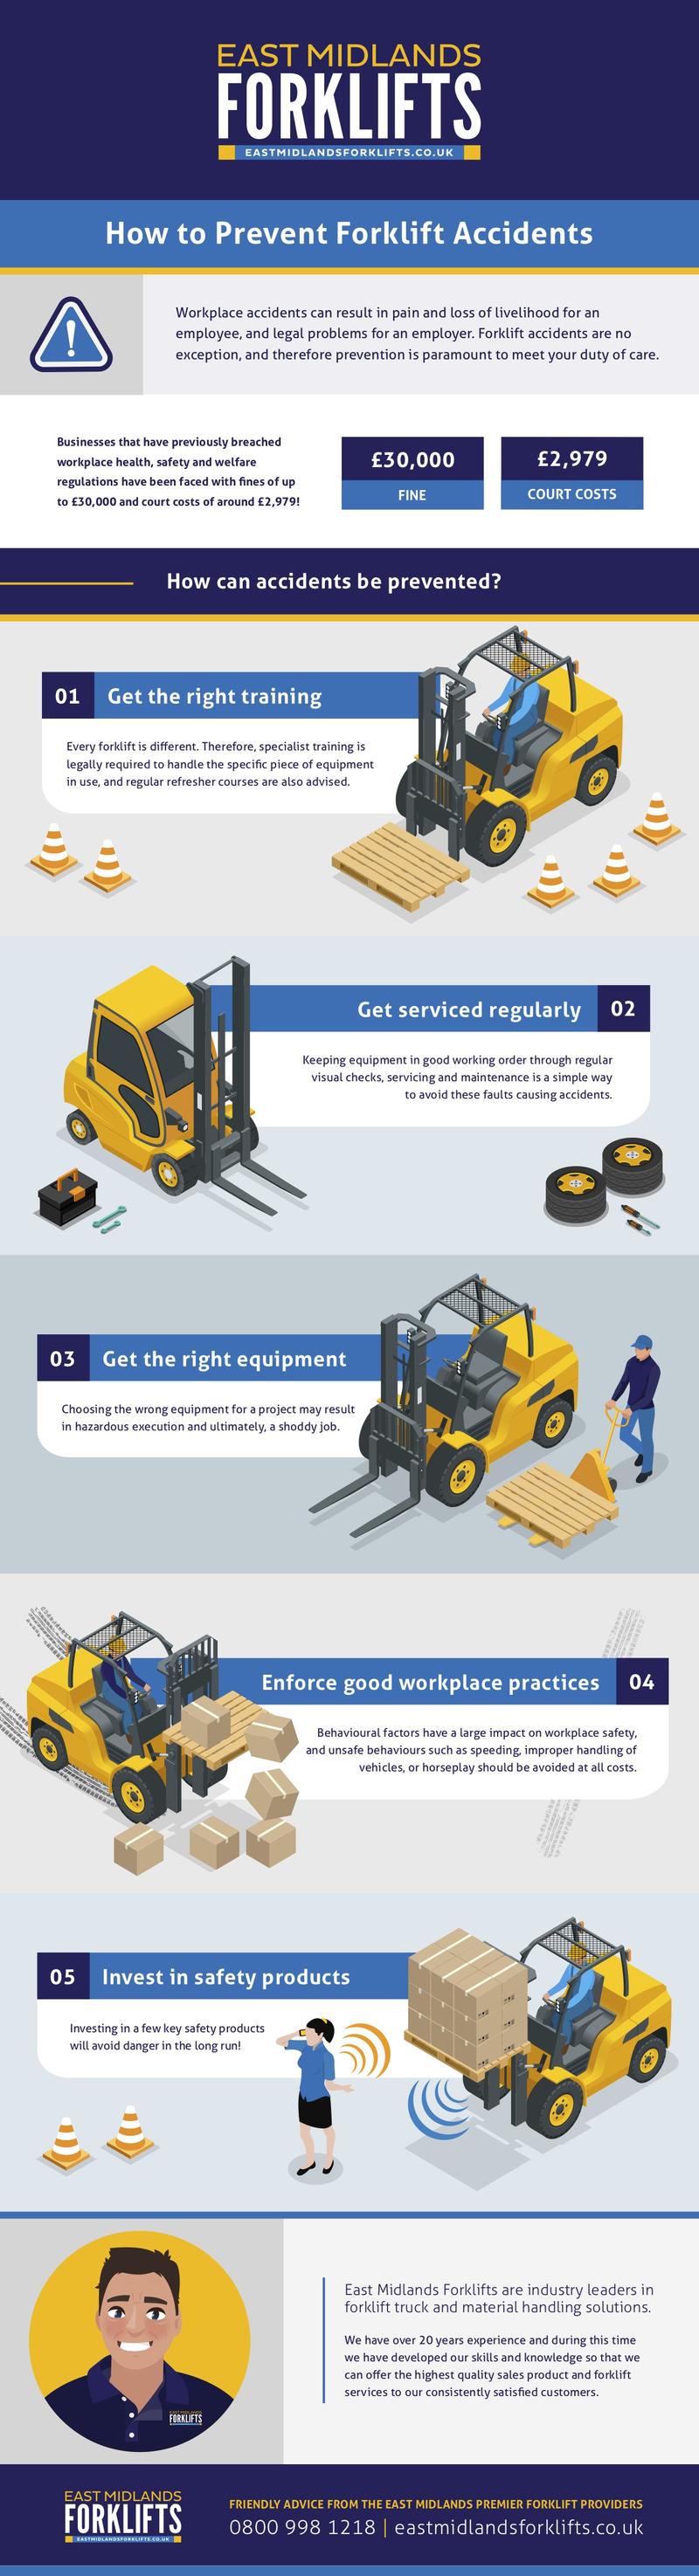 EAST MIDLANDS
FORKLIFTS
EASTMIDLANDSFORKLIFTS.CO.UK
How to Prevent Forklift Accidents
Workplace accidents can result in pain and loss of livelihood for an
employee, and legal problems for an employer. Forklift accidents are no
exception, and therefore prevention is paramount to meet your duty of care.
Businesses that have previously breached
workplace health, safety and welfare
regulations have been faced with fines of up
to £30,000 and court costs of around £2,979!
£30,000
FINE
£2,979
COURT COSTS
How can accidents be prevented?
01 Get the right training
Every forklift is different. Therefore, specialist training is
legally required to handle the specific piece of equipment
in use, and regular refresher courses are also advised.
Get serviced regularly 02
Keeping equipment in good working order through regular
visual checks, servicing and maintenance is a simple way
to avoid these faults causing accidents.
03 Get the right equipment
Choosing the wrong equipment for a project may result
in hazardous execution and ultimately, a shoddy job.
Enforce good workplace practices 04
Behavioural factors have a large impact on workplace safety,
and unsafe behaviours such as speeding, improper handling of
vehicles, or horseplay should be avoided at all costs.
05 Invest in safety products
Investing in a few key safety products
will avoid danger in the long run!
East Midlands Forklifts are industry leaders in
forklift truck and material handling solutions.
We have over 20 years experience and during this time
we have developed our skills and knowledge so that we
can offer the highest quality sales product and forklift
services to our consistently satisfied customers.
EAST MIDLANDS
FORKLIFTS
EAST MIDLANDS
FORKLIFTS
EASTMIDLANDSFORKLIFTS.CO.UK
FRIENDLY ADVICE FROM THE EAST MIDLANDS PREMIER FORKLIFT PROVIDERS
0800 998 1218 | eastmidlandsforklifts.co.uk